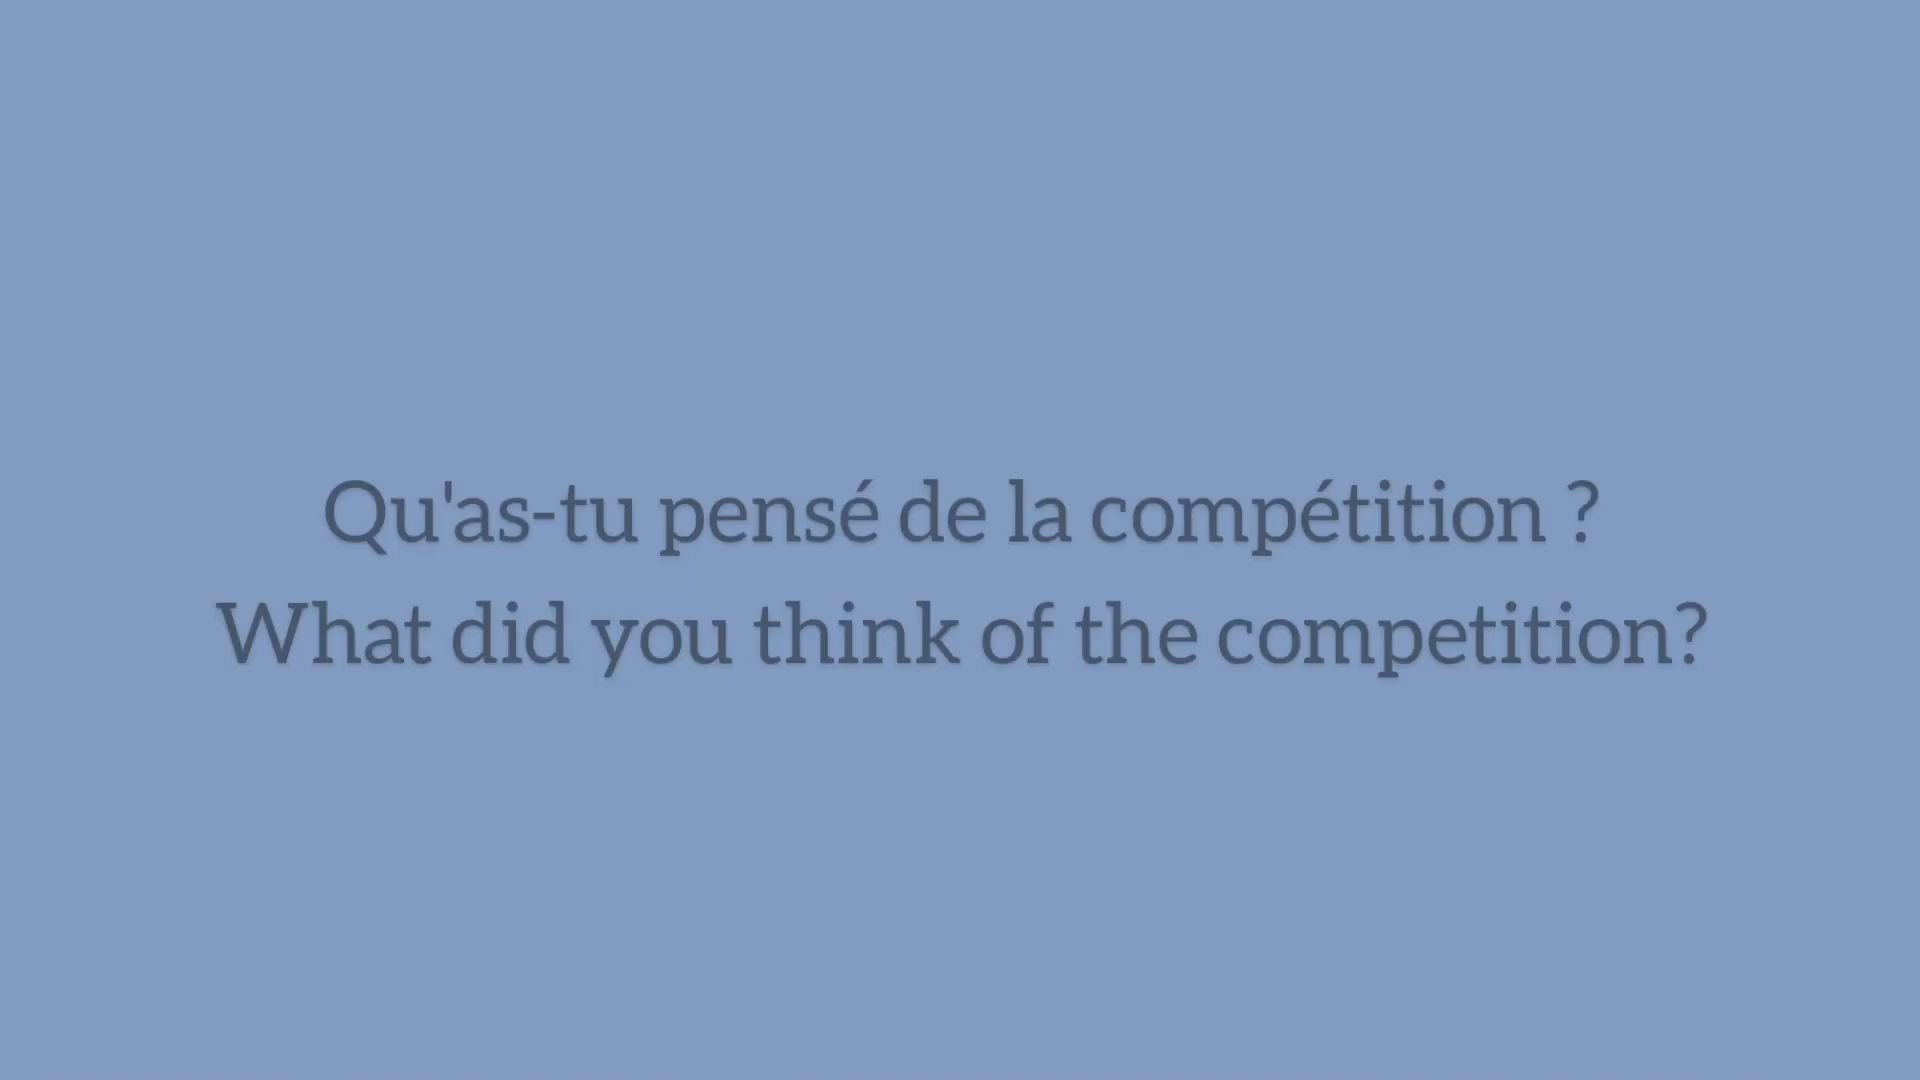 Qu'as-tu pensé de la compétition ?
What did you think of the competition?